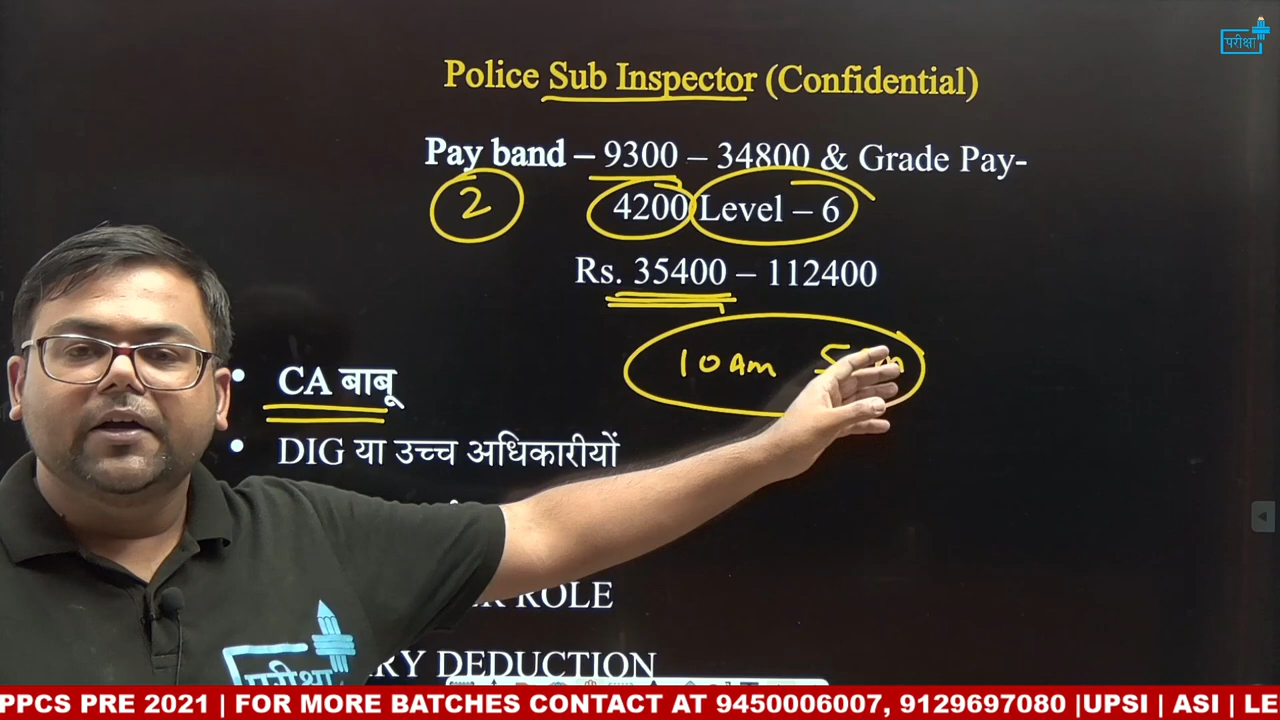 परीक्षा
Police Sub Inspector (Confidential)
Pay band – 9300 – 34800 & Grade Pay-
2 4200 Level – 6
Rs. 35400 – 112400
10 am
CA बाबू
DIG या उच्च अधिकारीयों
ROLE
RY DEDUCTION
परीक्षा
PPCS PRE 2021 | FOR MORE BATCHES CONTACT AT 9450006007, 9129697080 |UPSI | ASI | LE